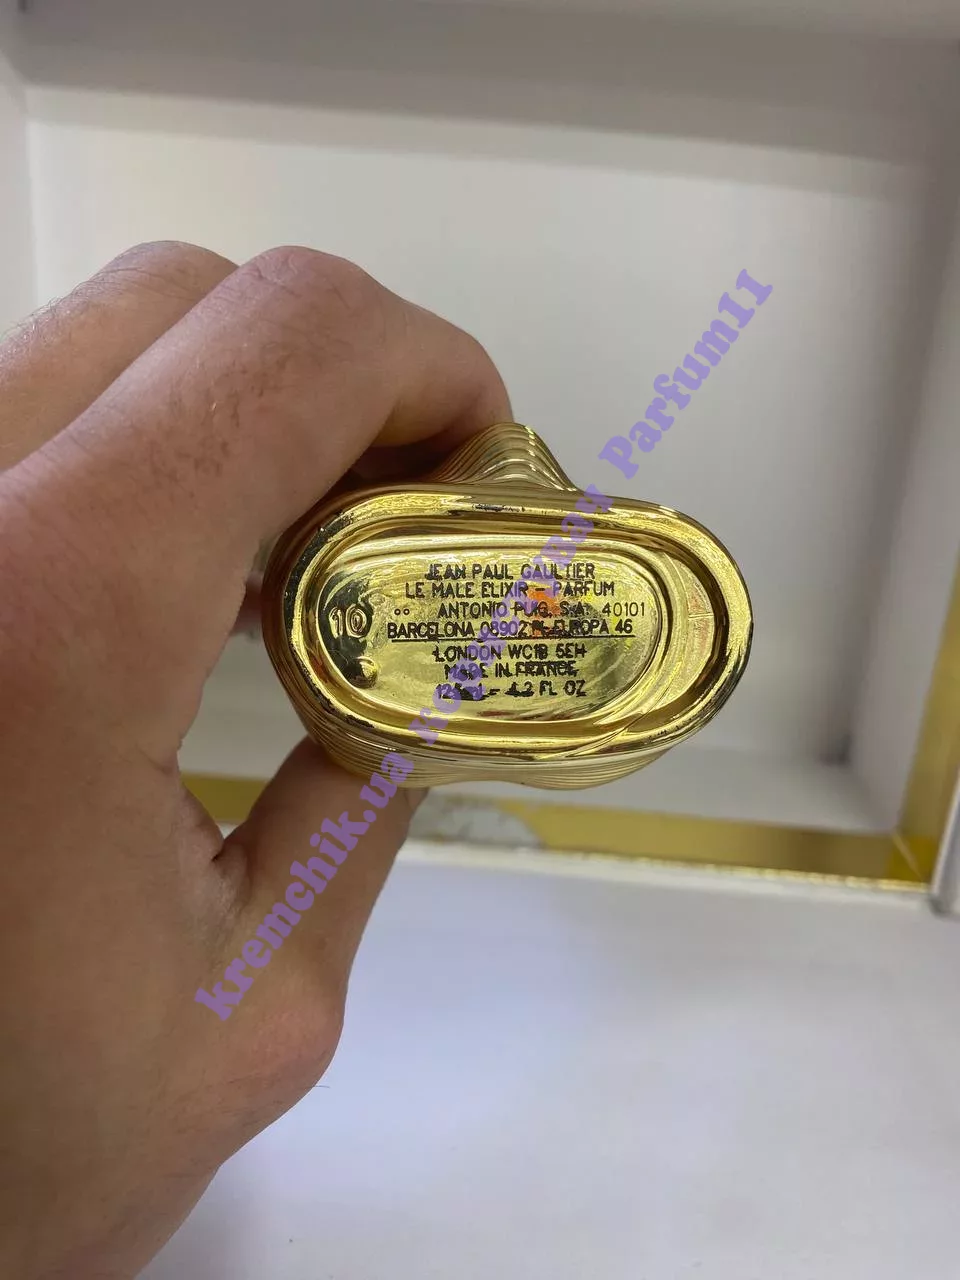 JEAN PAUL GAULTIER
LE MALE ELIXIR - PARFUM
ANTONIO PUIG, S.A. 40101
BARCELONA 08902 PL. EUROPA 46
LONDON WC1B 5EH
MADE IN FRANCE
125ml - 4.2 FL OZ
10
kremchik.ua
Parfum11